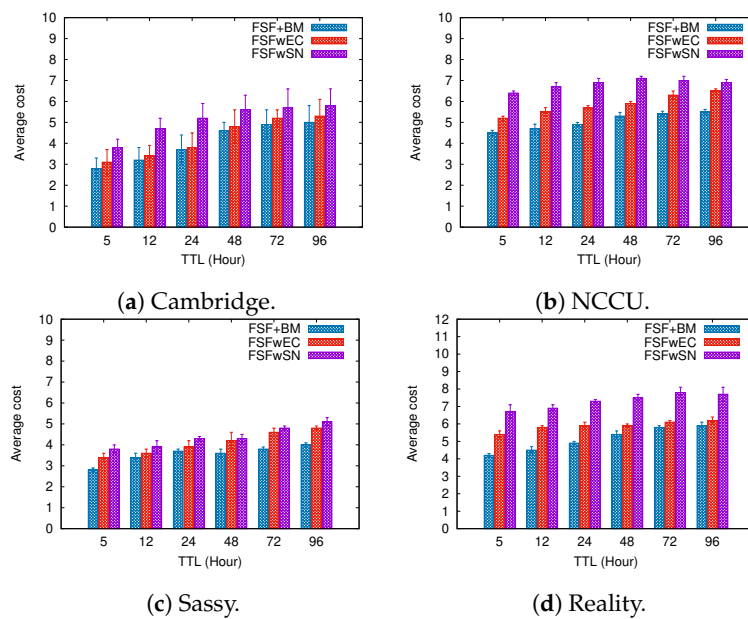 10
9
8
7
6
5
4
3
2
1
0
Average cost
FSF+BM
FSFwEC
FSFwSN
5 12 24 48 72 96
TTL (Hour)
(a) Cambridge.
10
9
8
7
6
5
4
3
2
1
0
Average cost
FSF+BM
FSFwEC
FSFwSN
5 12 24 48 72 96
TTL (Hour)
(b) NCCU.
10
9
8
7
6
5
4
3
2
1
0
Average cost
FSF+BM
FSFwEC
FSFwSN
5 12 24 48 72 96
TTL (Hour)
(c) Sassy.
12
11
10
9
8
7
6
5
4
3
2
1
0
Average cost
FSF+BM
FSFwEC
FSFwSN
5 12 24 48 72 96
TTL (Hour)
(d) Reality.